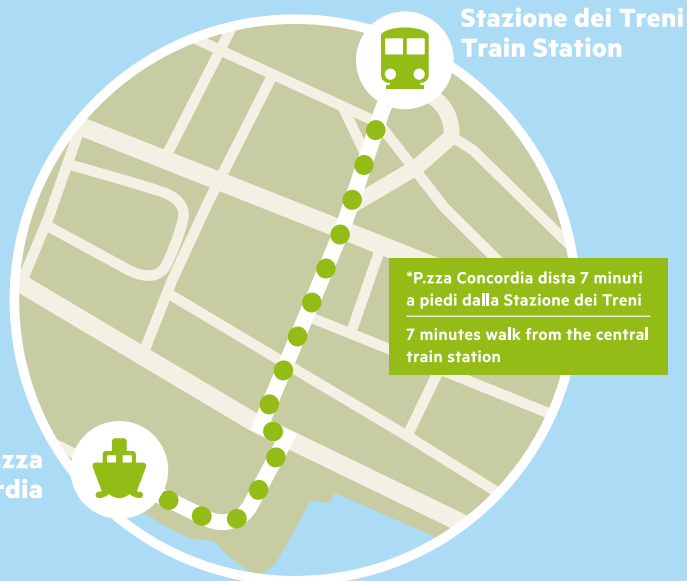 Stazione dei Treni
Train Station
*P.zza Concordia dista 7 minuti
a piedi dalla Stazione dei Treni
7 minutes walk from the central
train station